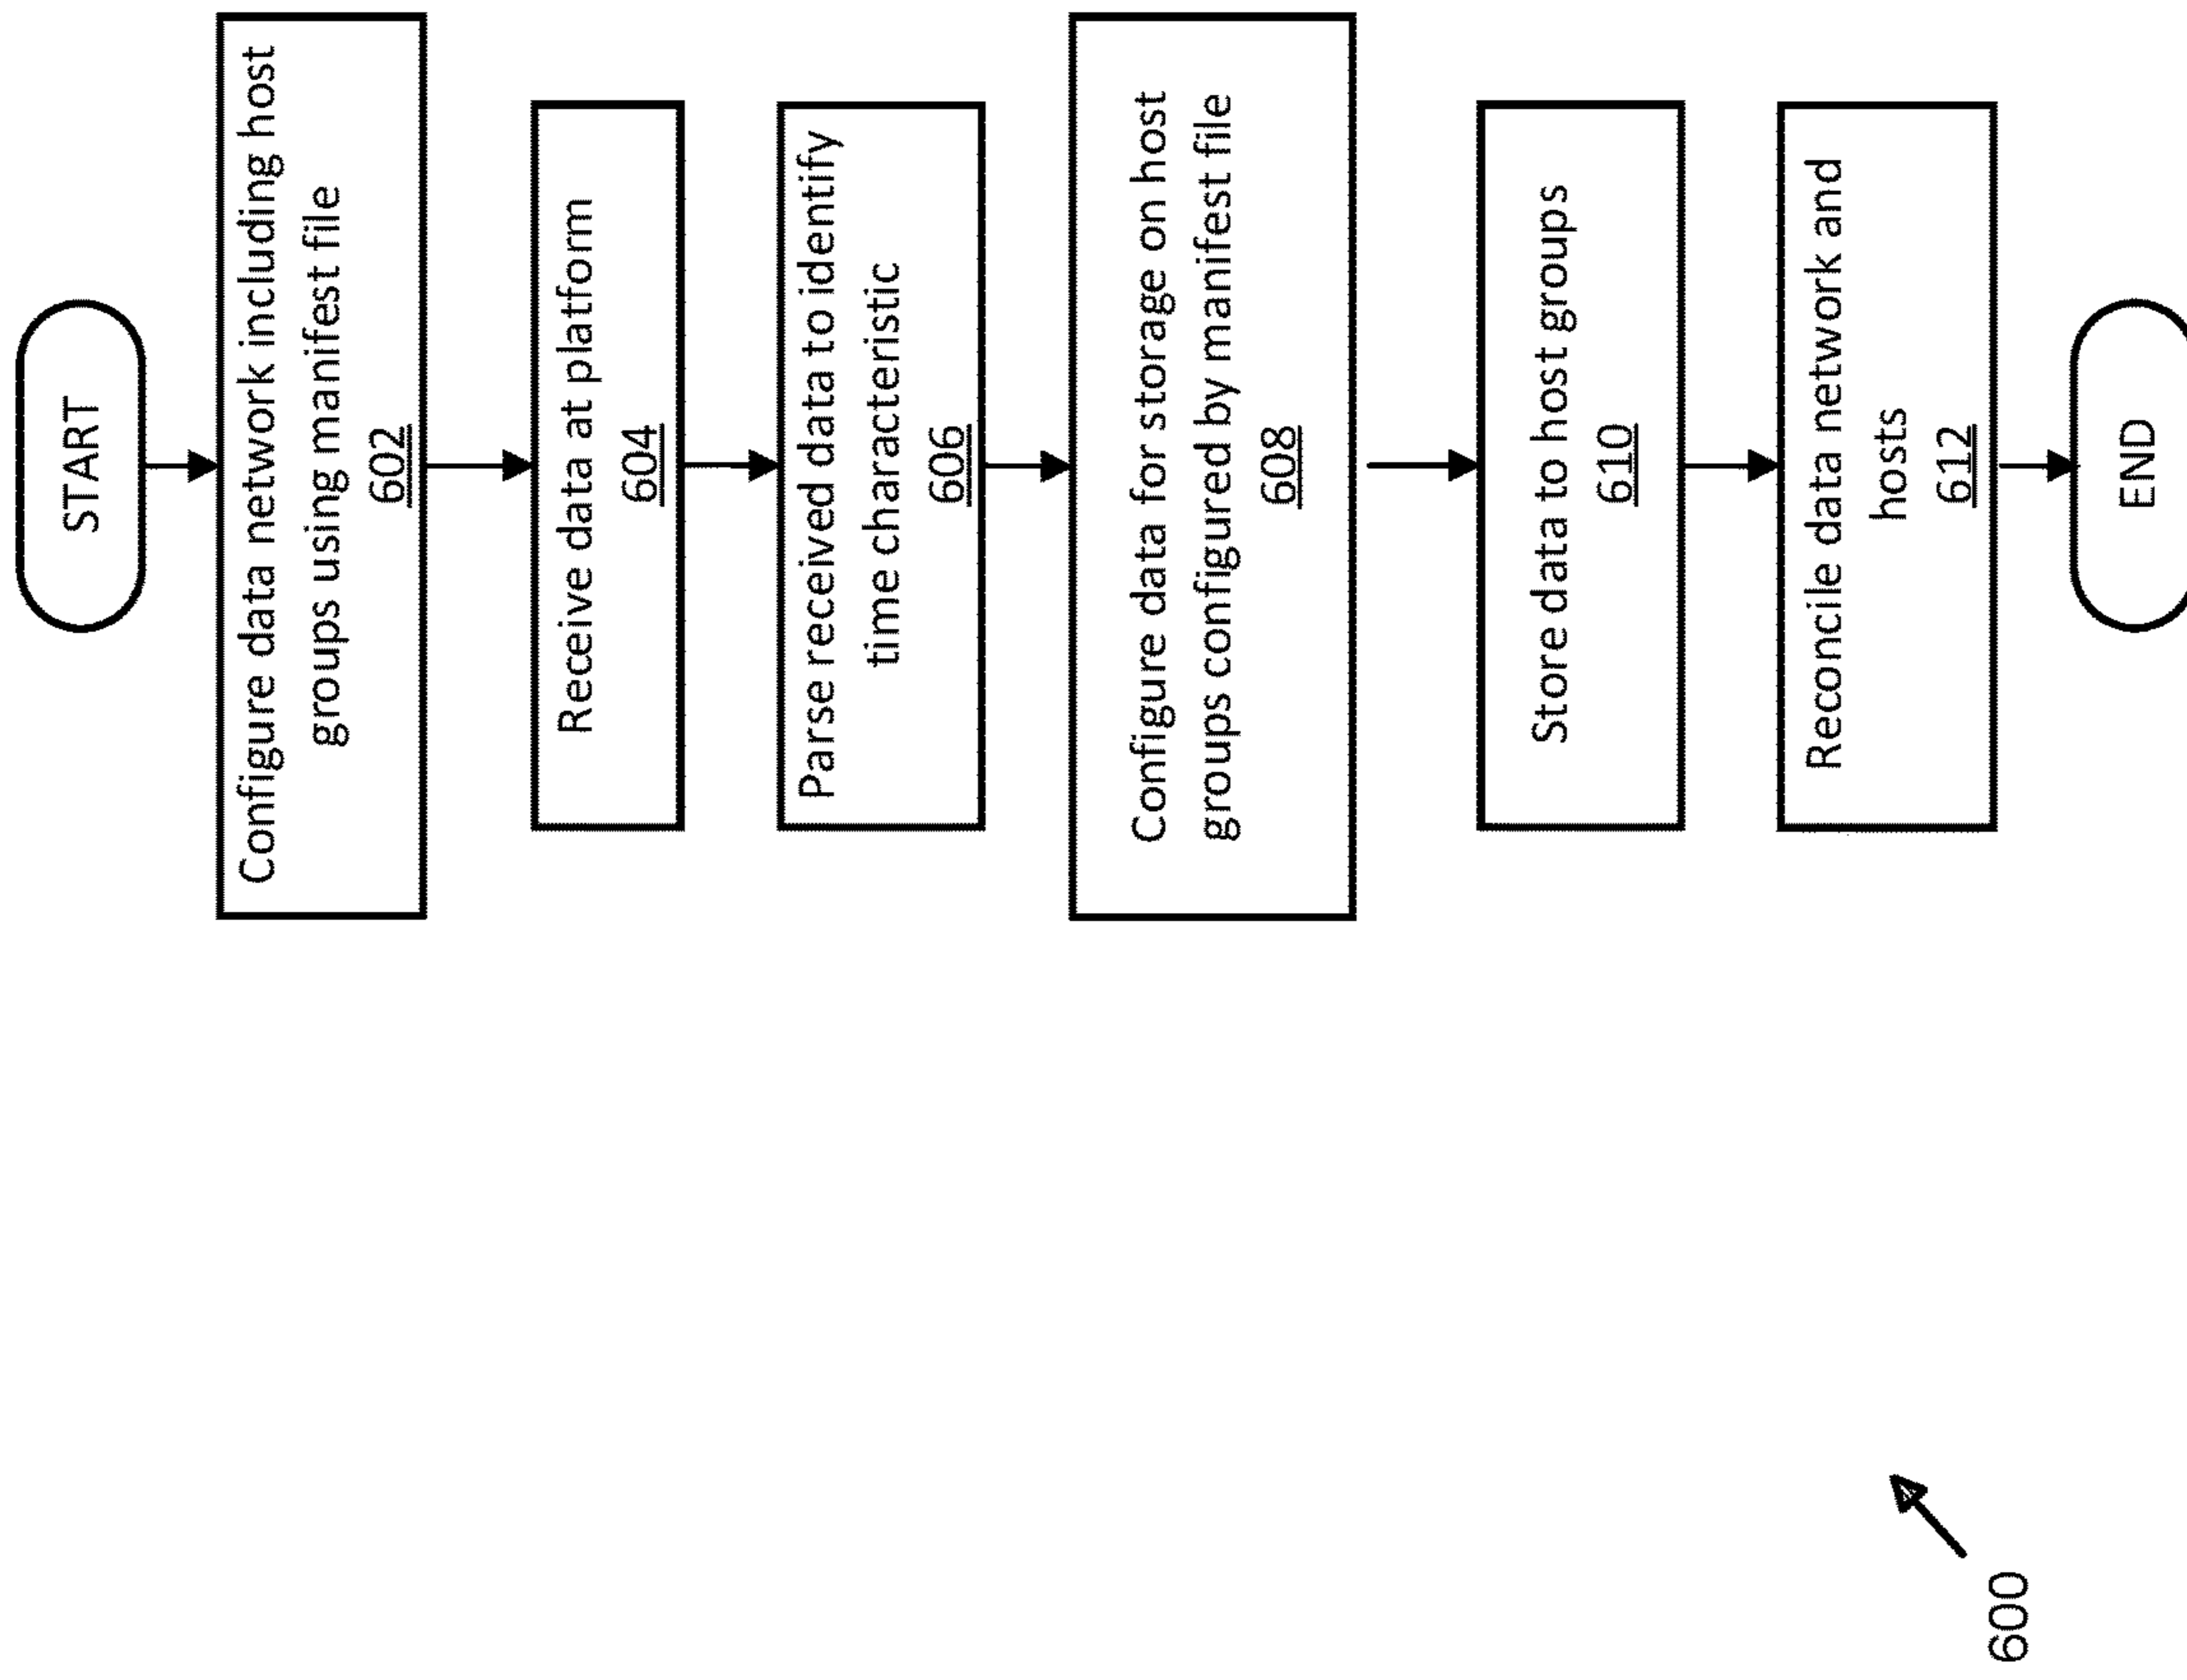 START
Configure data network including host
groups using manifest file
602
Receive data at platform
604
Parse received data to identify
time characteristic
606
Configure data for storage on host
groups configured by manifest file
608
Store data to host groups
610
Reconcile data network and
hosts
612
END
600